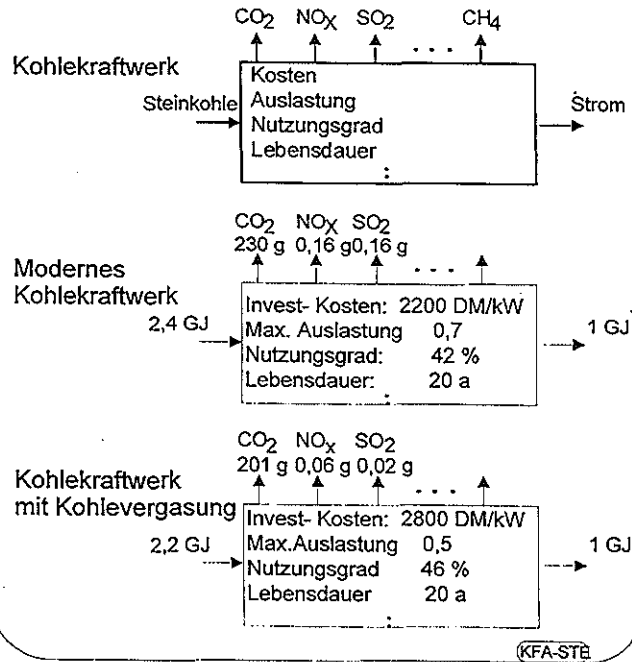 CO2 NOX SO2 . . . CH4
Kohlekraftwerk
Kosten
Steinkohle
Auslastung
Strom
Nutzungsgrad
Lebensdauer
:
CO2 NOX SO2
230 g 0,16 g 0,16 g
. . .
Modernes
Kohlekraftwerk
2,4 GJ
Invest- Kosten: 2200 DM/kW
Max. Auslastung 0,7
Nutzungsgrad: 42 %
Lebensdauer: 20 a
:
1 GJ
CO2 NOx SO2
201 g 0,06 g 0,02 g
. . .
Kohlekraftwerk
mit Kohlevergasung
2,2 GJ
Invest- Kosten: 2800 DM/kW
Max.Auslastung 0,5
Nutzungsgrad 46 %
Lebensdauer 20 a
:
1 GJ
KFA-STE